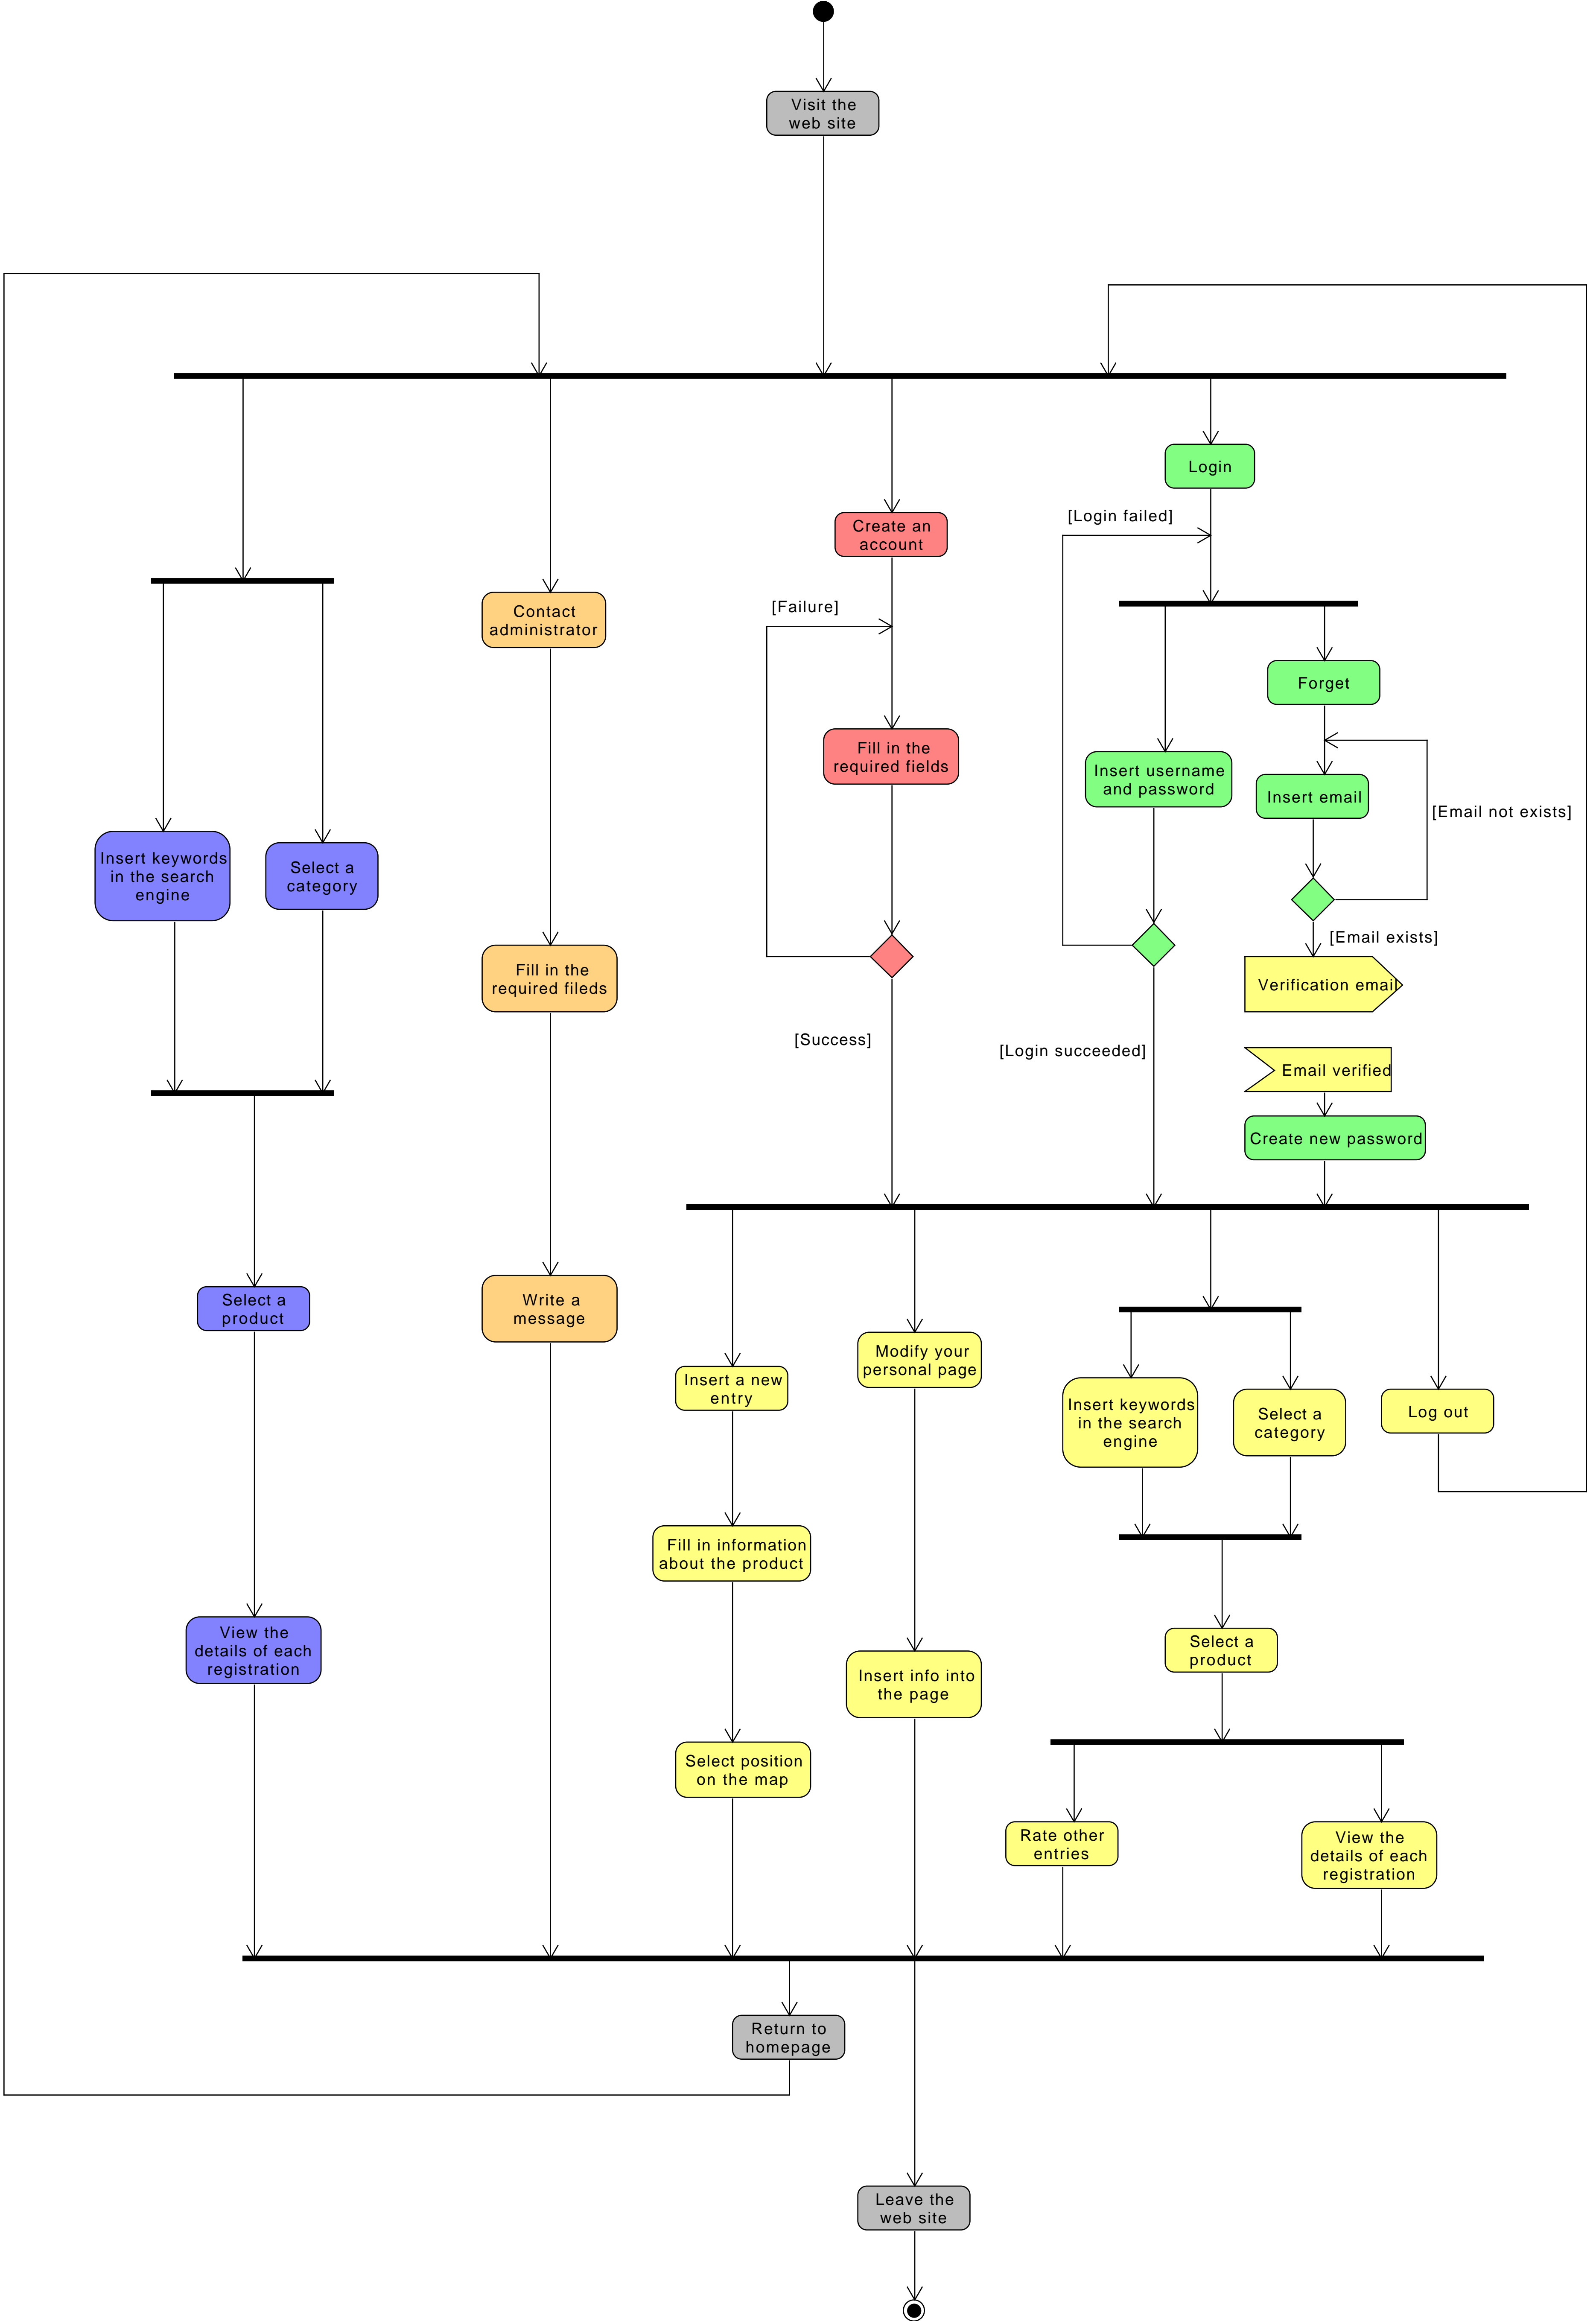 Visit the
web site
Login
[Login failed]
Create an
account
[Failure]
Contact
administrator
Forget
Fill in the
required fields
Insert username
and password
Insert email
[Email not exists]
Insert keywords
in the search
engine
Select a
category
[Email exists]
Fill in the
required fileds
Verification email
[Success]
[Login succeeded]
Email verified
Create new password
Select a
product
Write a
message
Modify your
personal page
Insert a new
entry
Insert keywords
in the search
engine
Select a
category
Log out
Fill in information
about the product
View the
details of each
registration
Insert info into
the page
Select a
product
Select position
on the map
Rate other
entries
View the
details of each
registration
Return to
homepage
Leave the
web site